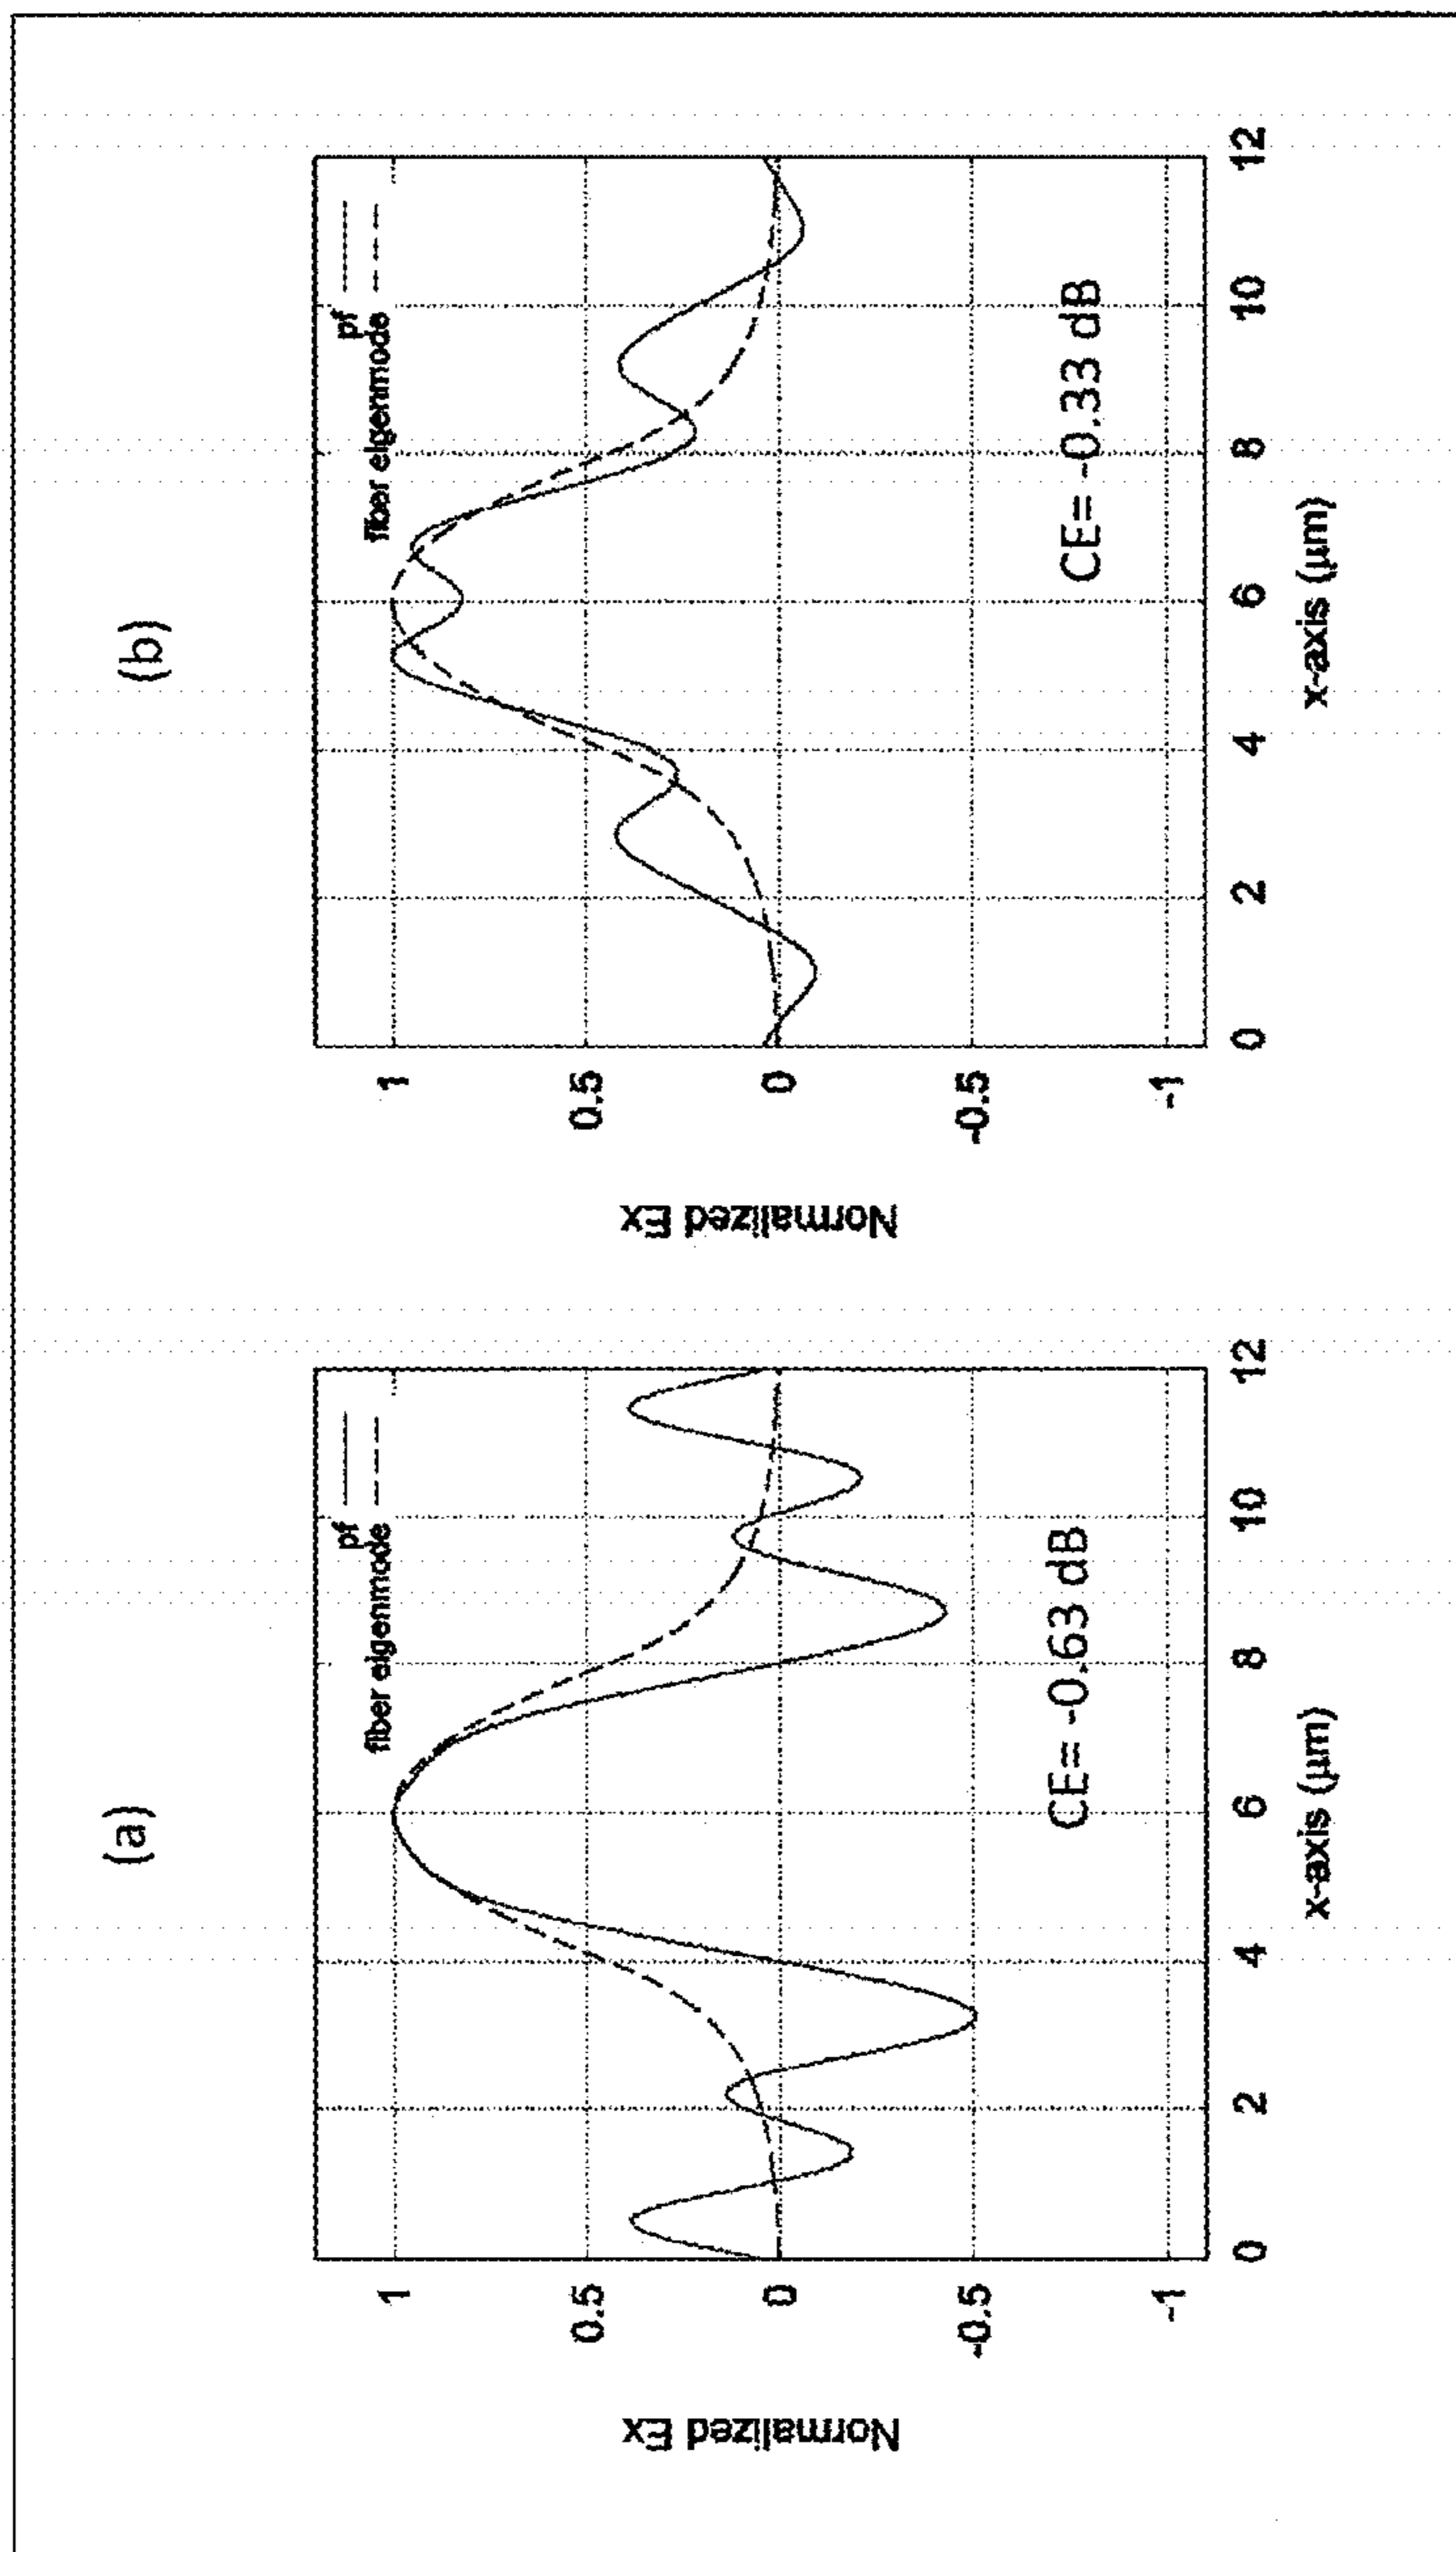 (a)
Normalized Ex
1
0.5
0
-0.5
-1
pf
fiber eigenmode
CE= -0.63 dB
0 2 4 6 8 10 12
x-axis (μm)
(b)
Normalized Ex
1
0.5
0
-0.5
-1
pf
fiber eigenmode
CE= -0.33 dB
0 2 4 6 8 10 12
x-axis (μm)